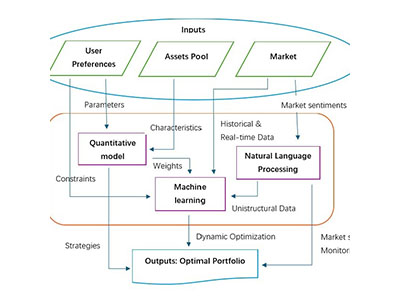 Inputs
User
Preferences
Assets Pool
Market
Parameters
Market sentiments
Characteristics
Historical &
Real-time Data
Quantitative
model
Natural Language
Processing
Weights
Constraints
Machine
learning
Unistructural Data
Strategies
Dynamic Optimization
Market s
Monitor
Outputs: Optimal Portfolio